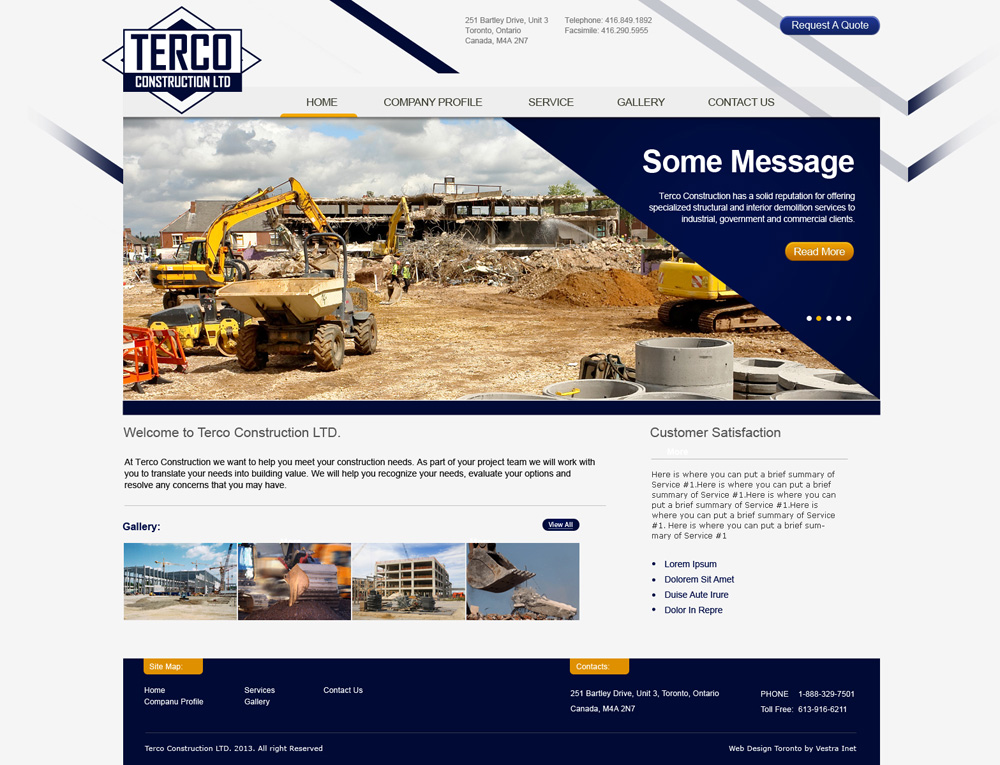 TERCO
CONSTRUCTION LTD
251 Bartley Drive, Unit 3
Toronto, Ontario
Canada, M4A 2N7
Telephone: 416.849.1892
Facsimile: 416.290.5955
Request A Quote
HOME COMPANY PROFILE SERVICE GALLERY CONTACT US
Some Message
Terco Construction has a solid reputation for offering
specialized structural and interior demolition services to
industrial, government and commercial clients.
Read More
Welcome to Terco Construction LTD.
At Terco Construction we want to help you meet your construction needs. As part of your project team we will work with
you to translate your needs into building value. We will help you recognize your needs, evaluate your options and
resolve any concerns that you may have.
Gallery:
View All
Customer Satisfaction
Here is where you can put a brief summary of
Service #1.Here is where you can put a brief
summary of Service #1.Here is where you can
put a brief summary of Service #1.Here is
where you can put a brief summary of Service
#1. Here is where you can put a brief sum-
mary of Service #1
• Lorem Ipsum
• Dolorem Sit Amet
• Duise Aute Irure
• Dolor In Repre
Site Map:
Home Services Contact Us
Companu Profile Gallery
Contacts:
251 Bartley Drive, Unit 3, Toronto, Ontario
Canada, M4A 2N7
PHONE 1-888-329-7501
Toll Free: 613-916-6211
Terco Construction LTD. 2013. All right Reserved
Web Design Toronto by Vestra Inet